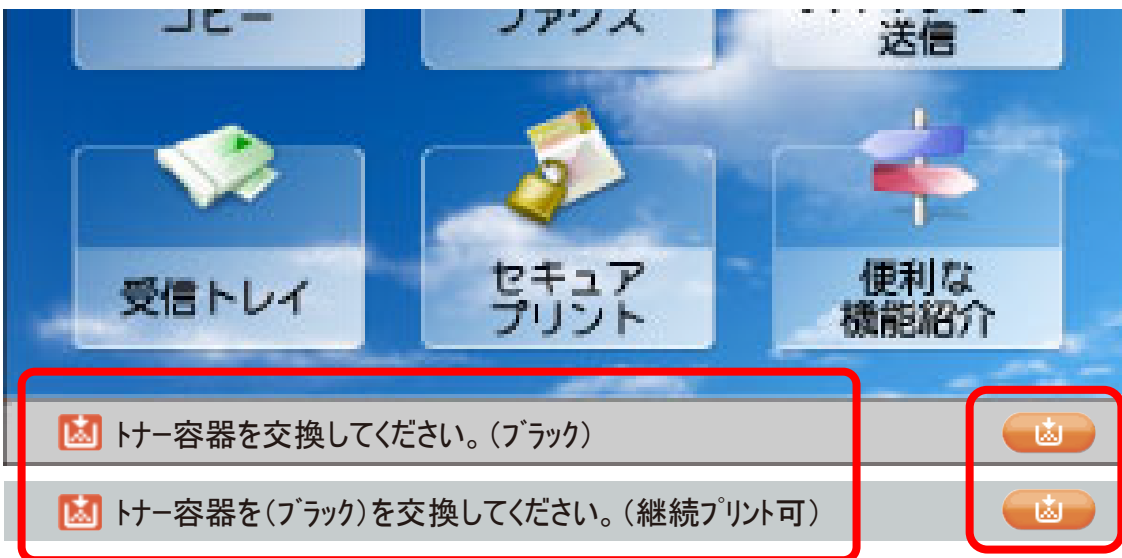 コピー
ファクス
送信
受信トレイ
セキュア
プリント
便利な
機能紹介
トナー容器を交換してください。(ブラック)
トナー容器を(ブラック)を交換してください。(継続プリント可)